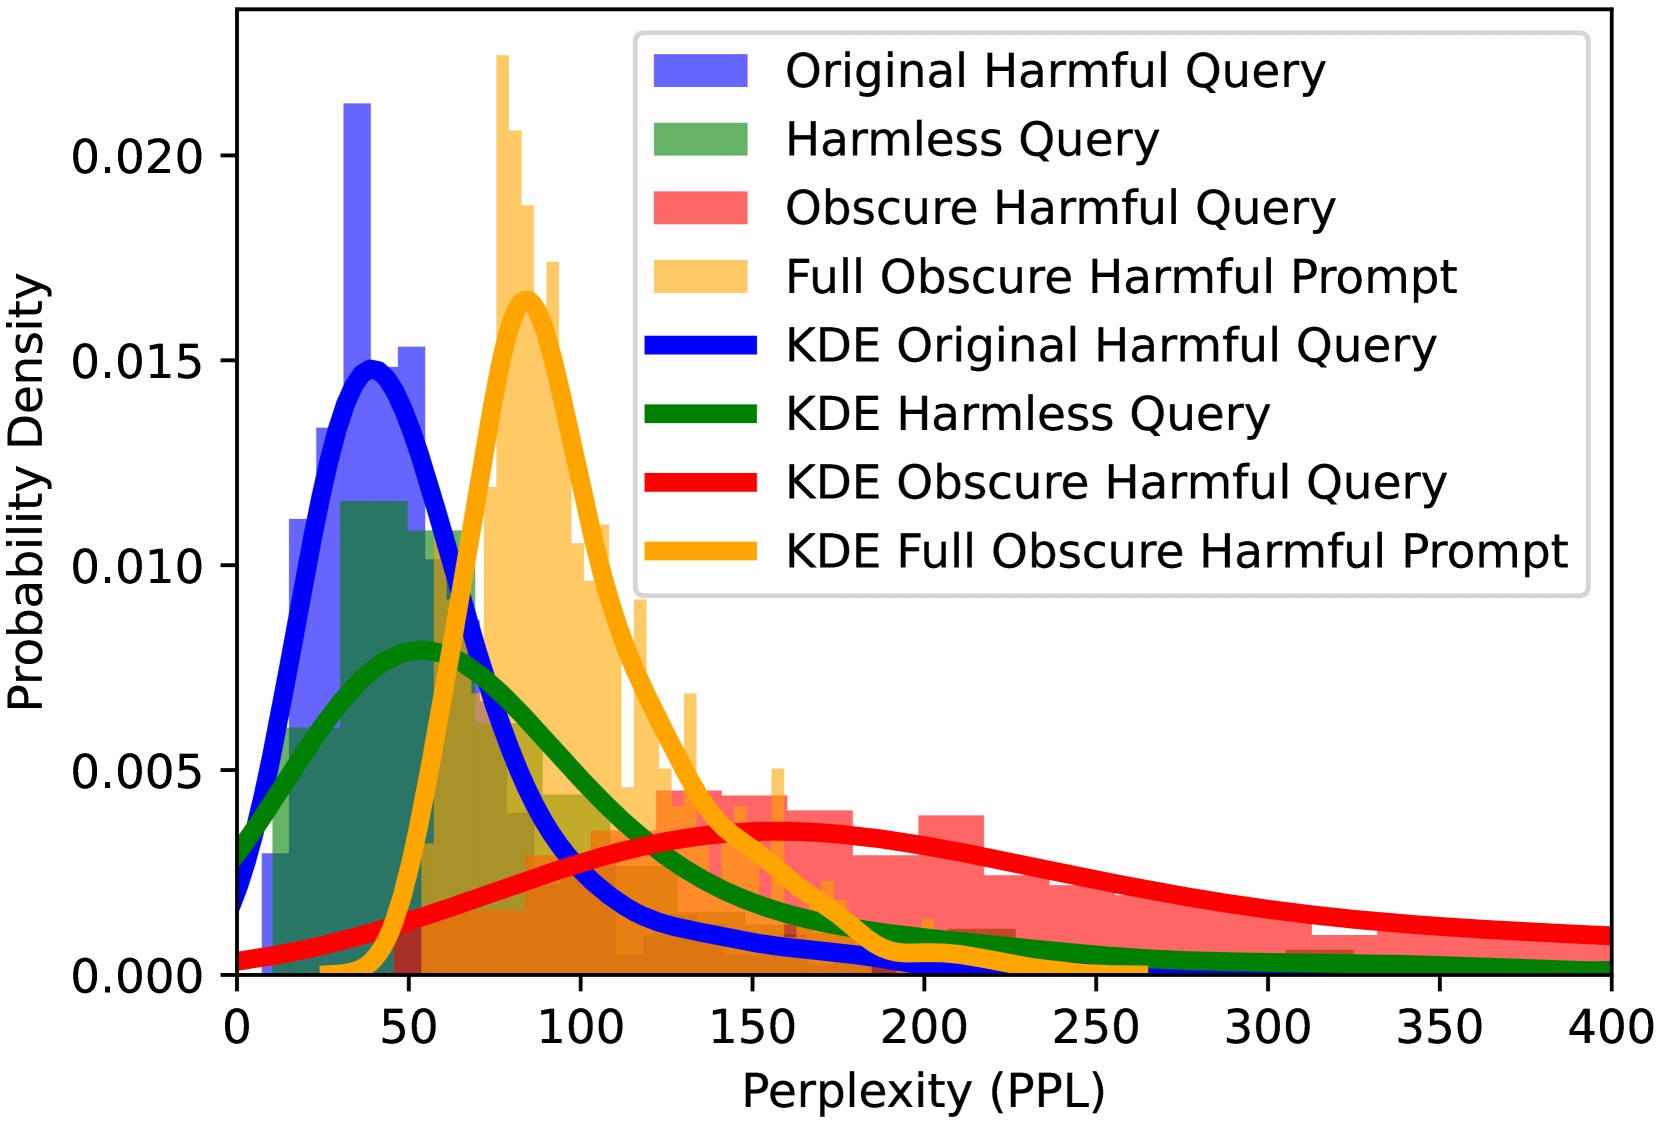 Original Harmful Query
Harmless Query
Obscure Harmful Query
Full Obscure Harmful Prompt
KDE Original Harmful Query
KDE Harmless Query
KDE Obscure Harmful Query
KDE Full Obscure Harmful Prompt
Probability Density
0.020
0.015
0.010
0.005
0.000
0 50 100 150 200 250 300 350 400
Perplexity (PPL)